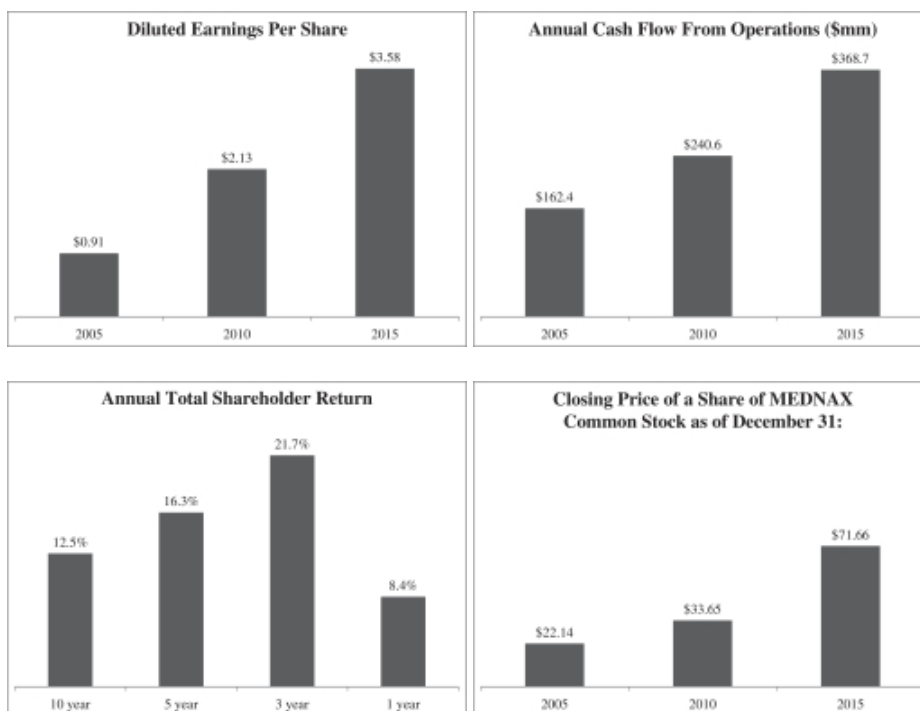 Diluted Earnings Per Share
$3.58
$2.13
$0.91
2005 2010 2015
Annual Cash Flow From Operations ($mm)
$368.7
$240.6
$162.4
2005 2010 2015
Annual Total Shareholder Return
21.7%
16.3%
12.5%
8.4%
10 year 5 year 3 year 1 year
Closing Price of a Share of MEDNAX
Common Stock as of December 31:
$71.66
$33.65
$22.14
2005 2010 2015